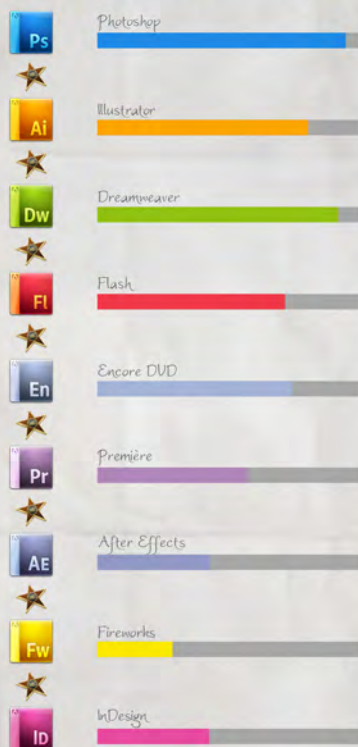 Photoshop
Ps
Illustrator
Ai
Dreamweaver
Dw
Flash
Fl
Encore DVD
En
Première
Pr
After Effects
AE
Fireworks
Fw
InDesign
ID